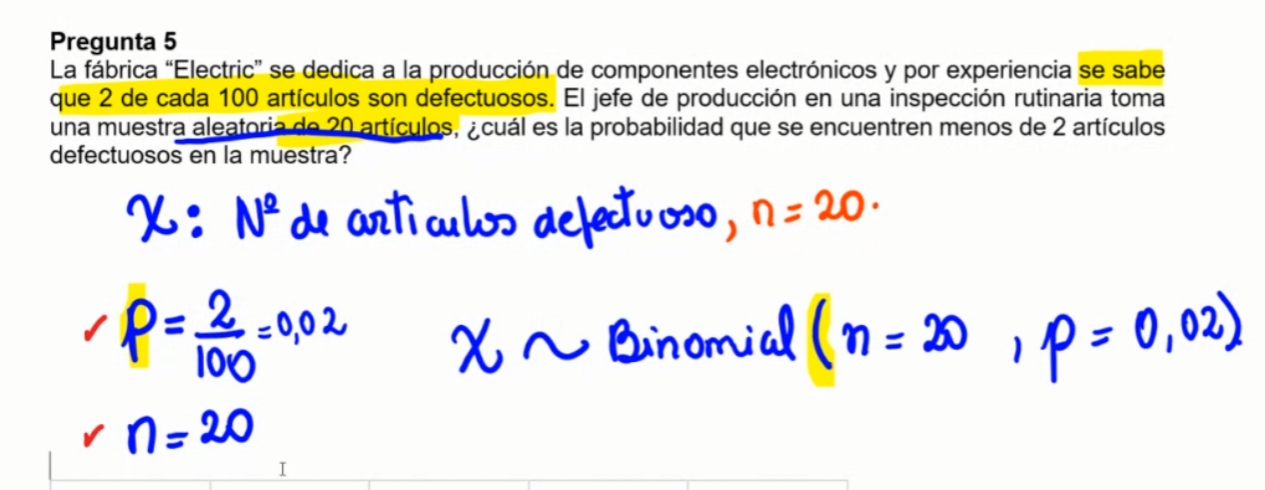 Pregunta 5
La fábrica “Electric” se dedica a la producción de componentes electrónicos y por experiencia se sabe
que 2 de cada 100 artículos son defectuosos. El jefe de producción en una inspección rutinaria toma
una muestra aleatoria de 20 artículos, ¿cuál es la probabilidad que se encuentren menos de 2 artículos
defectuosos en la muestra?
X: Nº de articulos defectuoso, n = 20.
✓ p = 2/100 = 0,02
X ~ Binomial (n = 20 , p = 0,02)
✓ n = 20